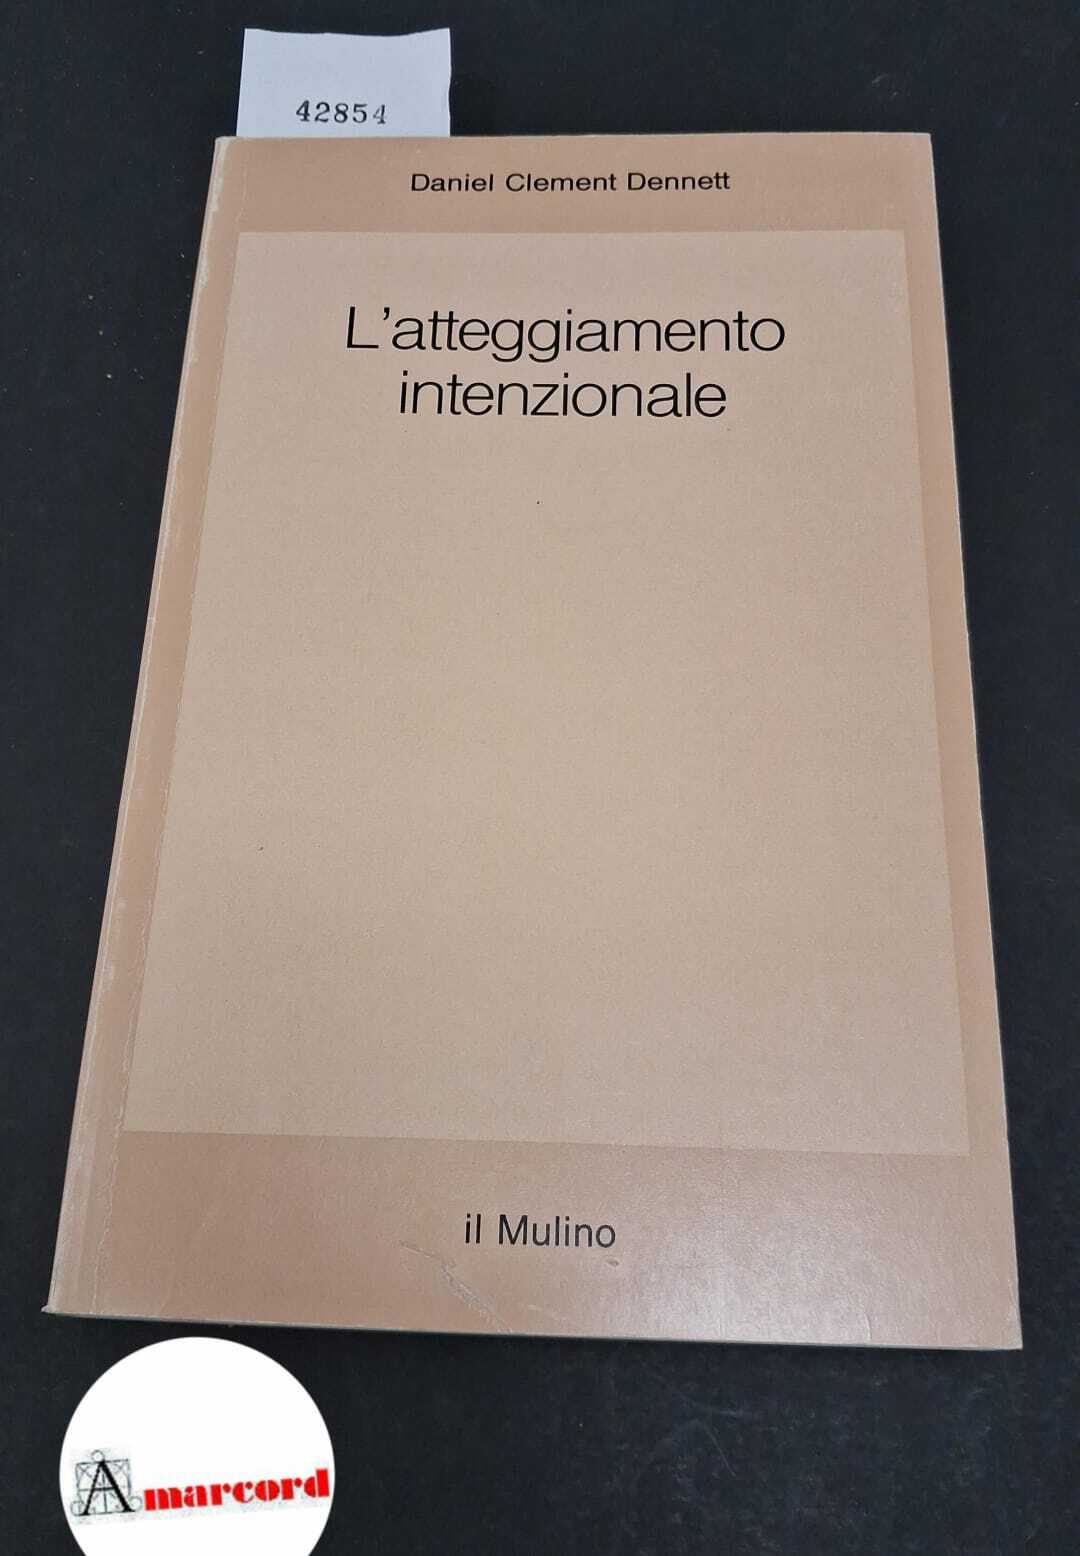 42854
Daniel Clement Dennett
L'atteggiamento
intenzionale
il Mulino
Amarcord